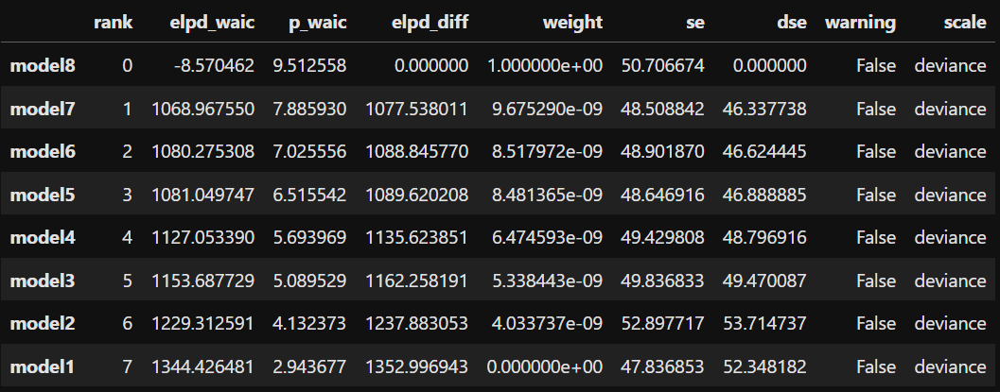 rank elpd_waic p_waic elpd_diff weight se dse warning scale
model8 0 -8.570462 9.512558 0.000000 1.000000e+00 50.706674 0.000000 False deviance
model7 1 1068.967550 7.885930 1077.538011 9.675290e-09 48.508842 46.337738 False deviance
model6 2 1080.275308 7.025556 1088.845770 8.517972e-09 48.901870 46.624445 False deviance
model5 3 1081.049747 6.515542 1089.620208 8.481365e-09 48.646916 46.888885 False deviance
model4 4 1127.053390 5.693969 1135.623851 6.474593e-09 49.429808 48.796916 False deviance
model3 5 1153.687729 5.089529 1162.258191 5.338443e-09 49.836833 49.470087 False deviance
model2 6 1229.312591 4.132373 1237.883053 4.033737e-09 52.897717 53.714737 False deviance
model1 7 1344.426481 2.943677 1352.996943 0.000000e+00 47.836853 52.348182 False deviance